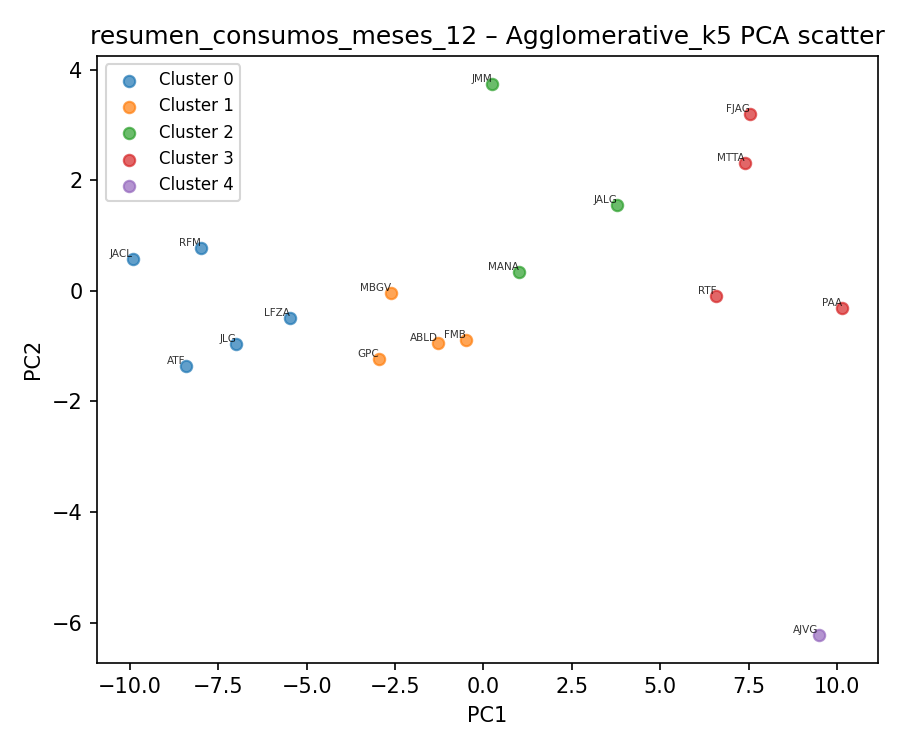 resumen_consumos_meses_12 – Agglomerative_k5 PCA scatter
Cluster 0
Cluster 1
Cluster 2
Cluster 3
Cluster 4
JMM
FJAG
MTTA
JALG
RFM
JACL
MANA
MBGV
RTF
PAA
LFZA
JLG
ABLD
FMB
GPC
ATF
AJVG
4
2
0
−2
−4
−6
PC2
−10.0
−7.5
−5.0
−2.5
0.0
2.5
5.0
7.5
10.0
PC1